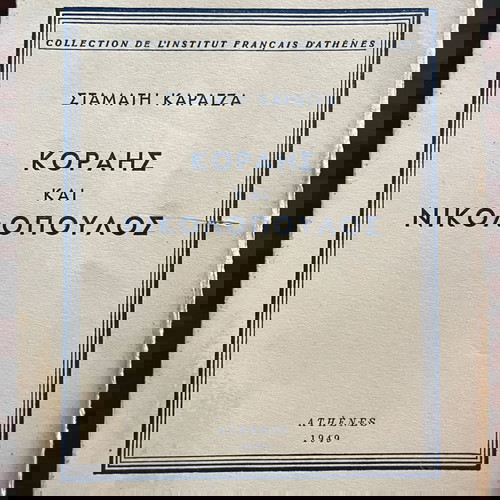 COLLECTION DE L'INSTITUT FRANÇAIS D'ATHÈNES
ΣΤΑΜΑΤΗ ΚΑΡΑΤΖΑ
ΚΟΡΑΗΣ
ΚΑΙ
ΝΙΚΟΛΟΠΟΥΛΟΣ
ATHÈNES
1949